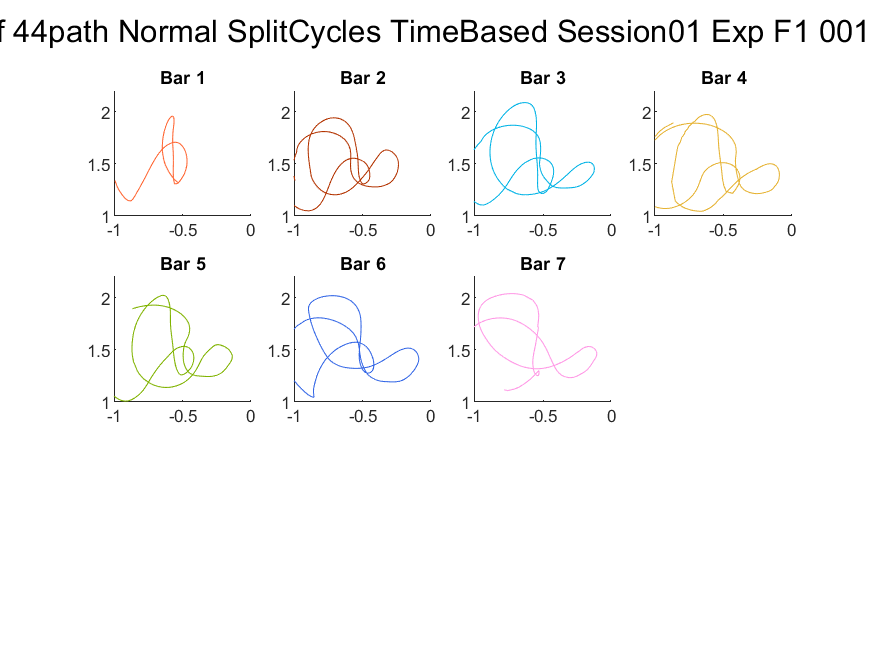 f 44path Normal SplitCycles TimeBased Session01 Exp F1 001
Bar 1 Bar 2 Bar 3 Bar 4
2 2 2 2
1.5 1.5 1.5 1.5
1 1 1 1
-1 -0.5 0 -1 -0.5 0 -1 -0.5 0 -1 -0.5 0
Bar 5 Bar 6 Bar 7
2 2 2
1.5 1.5 1.5
1 1 1
-1 -0.5 0 -1 -0.5 0 -1 -0.5 0